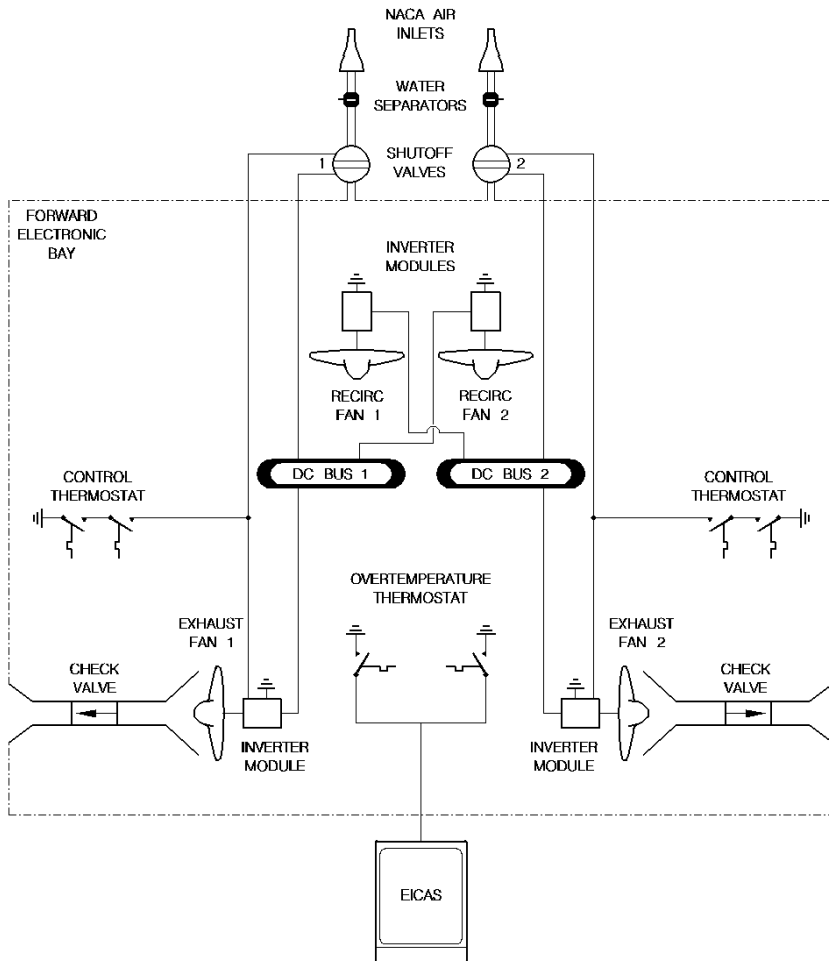 NACA AIR
INLETS
WATER
SEPARATORS
1
SHUTOFF
VALVES
2
FORWARD
ELECTRONIC
BAY
INVERTER
MODULES
RECIRC
FAN 1
RECIRC
FAN 2
DC BUS 1
DC BUS 2
CONTROL
THERMOSTAT
CONTROL
THERMOSTAT
OVERTEMPERATURE
THERMOSTAT
EXHAUST
FAN 1
EXHAUST
FAN 2
CHECK
VALVE
CHECK
VALVE
INVERTER
MODULE
INVERTER
MODULE
EICAS